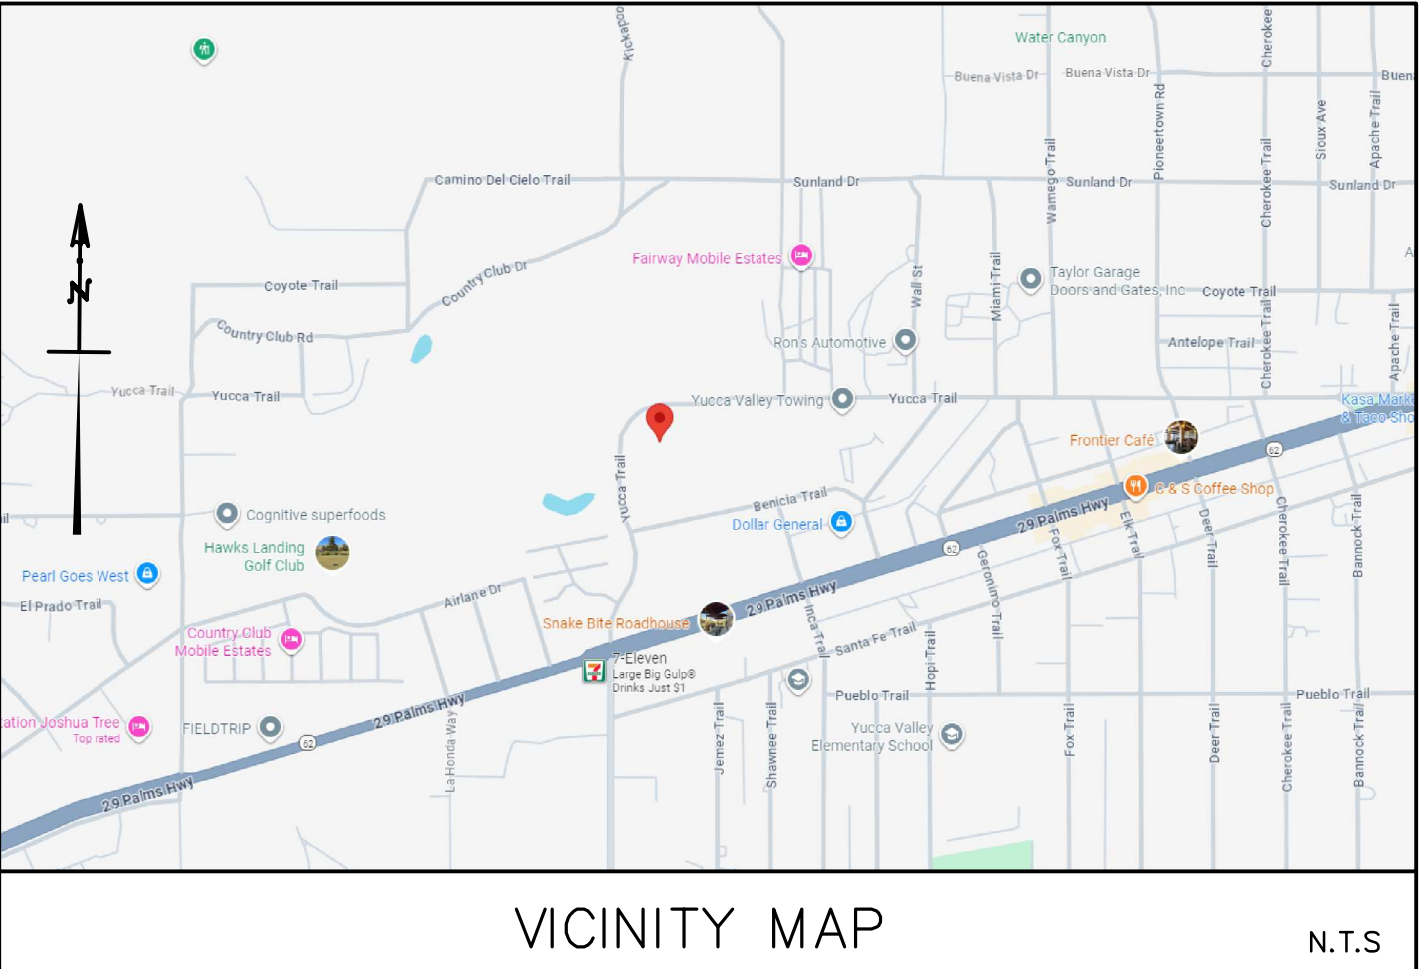 Kickapoo
Water Canyon
Cherokee
Buena Vista Dr
Buena Vista Dr
Buen
Pioneertown Rd
Sioux Ave
Apache Trail
Camino Del Cielo Trail
Sunland Dr
Wamego Trail
Sunland Dr
Cherokee Trail
Sunland Dr
N
Fairway Mobile Estates
Country Club Dr
Coyote Trail
Wall St
Miami Trail
Taylor Garage
Doors and Gates, Inc
Coyote Trail
A
Country Club Rd
Ron's Automotive
Antelope Trail
Cherokee Trail
Apache Trail
Yucca Trail
Yucca Trail
Yucca Valley Towing
Yucca Trail
Kasa Mark
& Taco Sho
Frontier Café
62
Yucca Trail
Benicia Trail
C & S Coffee Shop
29 Palms Hwy
ail
Cognitive superfoods
Dollar General
Elk Trail
Deer Trail
Cherokee Trail
Bannock Trail
Hawks Landing
Golf Club
62
Fox Trail
Pearl Goes West
Geronimo Trail
El Prado Trail
Airlane Dr
29 Palms Hwy
Snake Bite Roadhouse
Inca Trail
Santa Fe Trail
Country Club
Mobile Estates
7-Eleven
Large Big Gulp®
Drinks Just $1
Hopi Trail
Pueblo Trail
Pueblo Trail
29 Palms Hwy
ation Joshua Tree
Top rated
FIELDTRIP
62
La Honda Way
Jemez Trail
Shawnee Trail
Yucca Valley
Elementary School
Fox Trail
Deer Trail
Cherokee Trail
Bannock Trail
29 Palms Hwy
VICINITY MAP
N.T.S